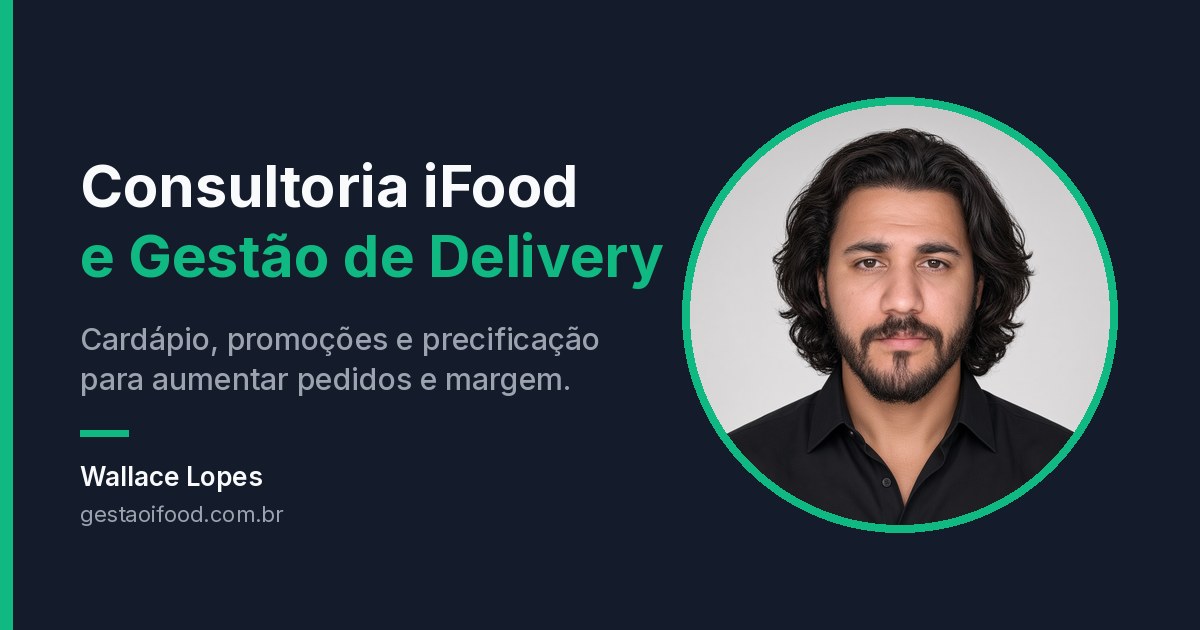 Consultoria iFood
e Gestão de Delivery
Cardápio, promoções e precificação
para aumentar pedidos e margem.
Wallace Lopes
gestaoifood.com.br